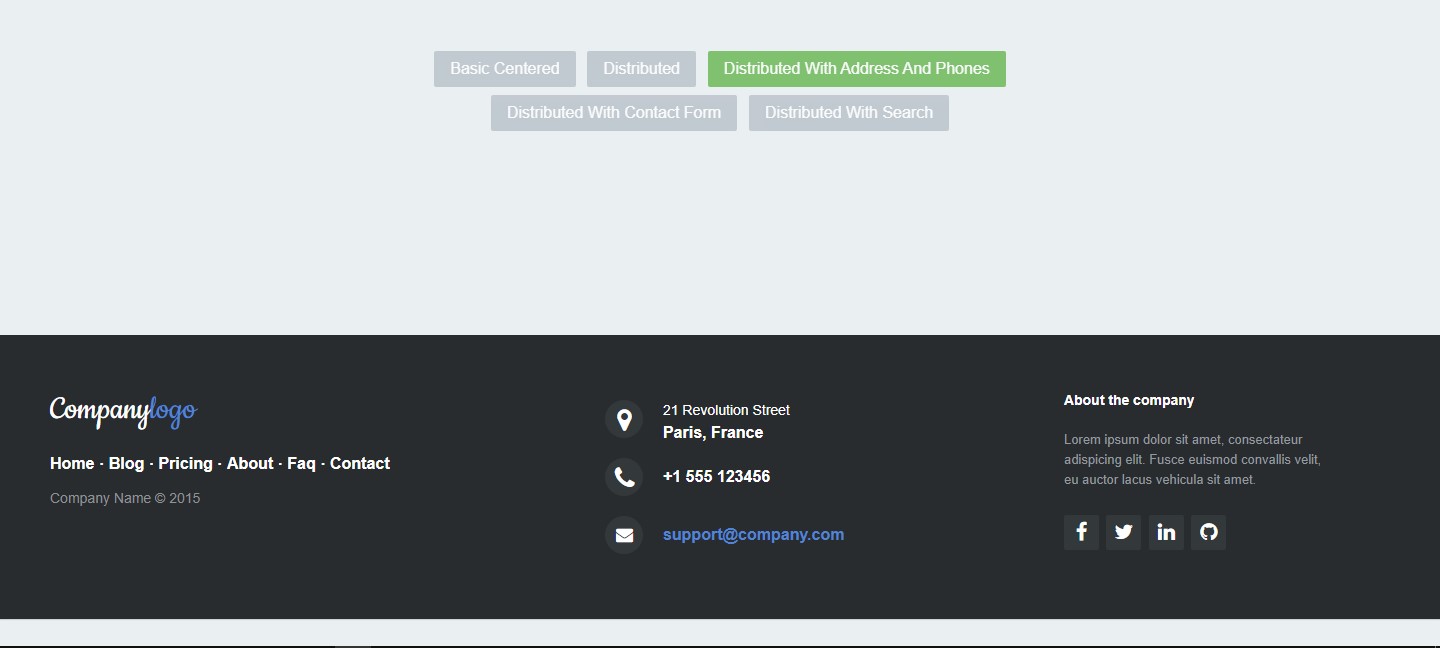 Basic Centered
Distributed
Distributed With Address And Phones
Distributed With Contact Form
Distributed With Search
Companylogo
Home · Blog · Pricing · About · Faq · Contact
Company Name © 2015
21 Revolution Street
Paris, France
+1 555 123456
support@company.com
About the company
Lorem ipsum dolor sit amet, consectateur
adispicing elit. Fusce euismod convallis velit,
eu auctor lacus vehicula sit amet.